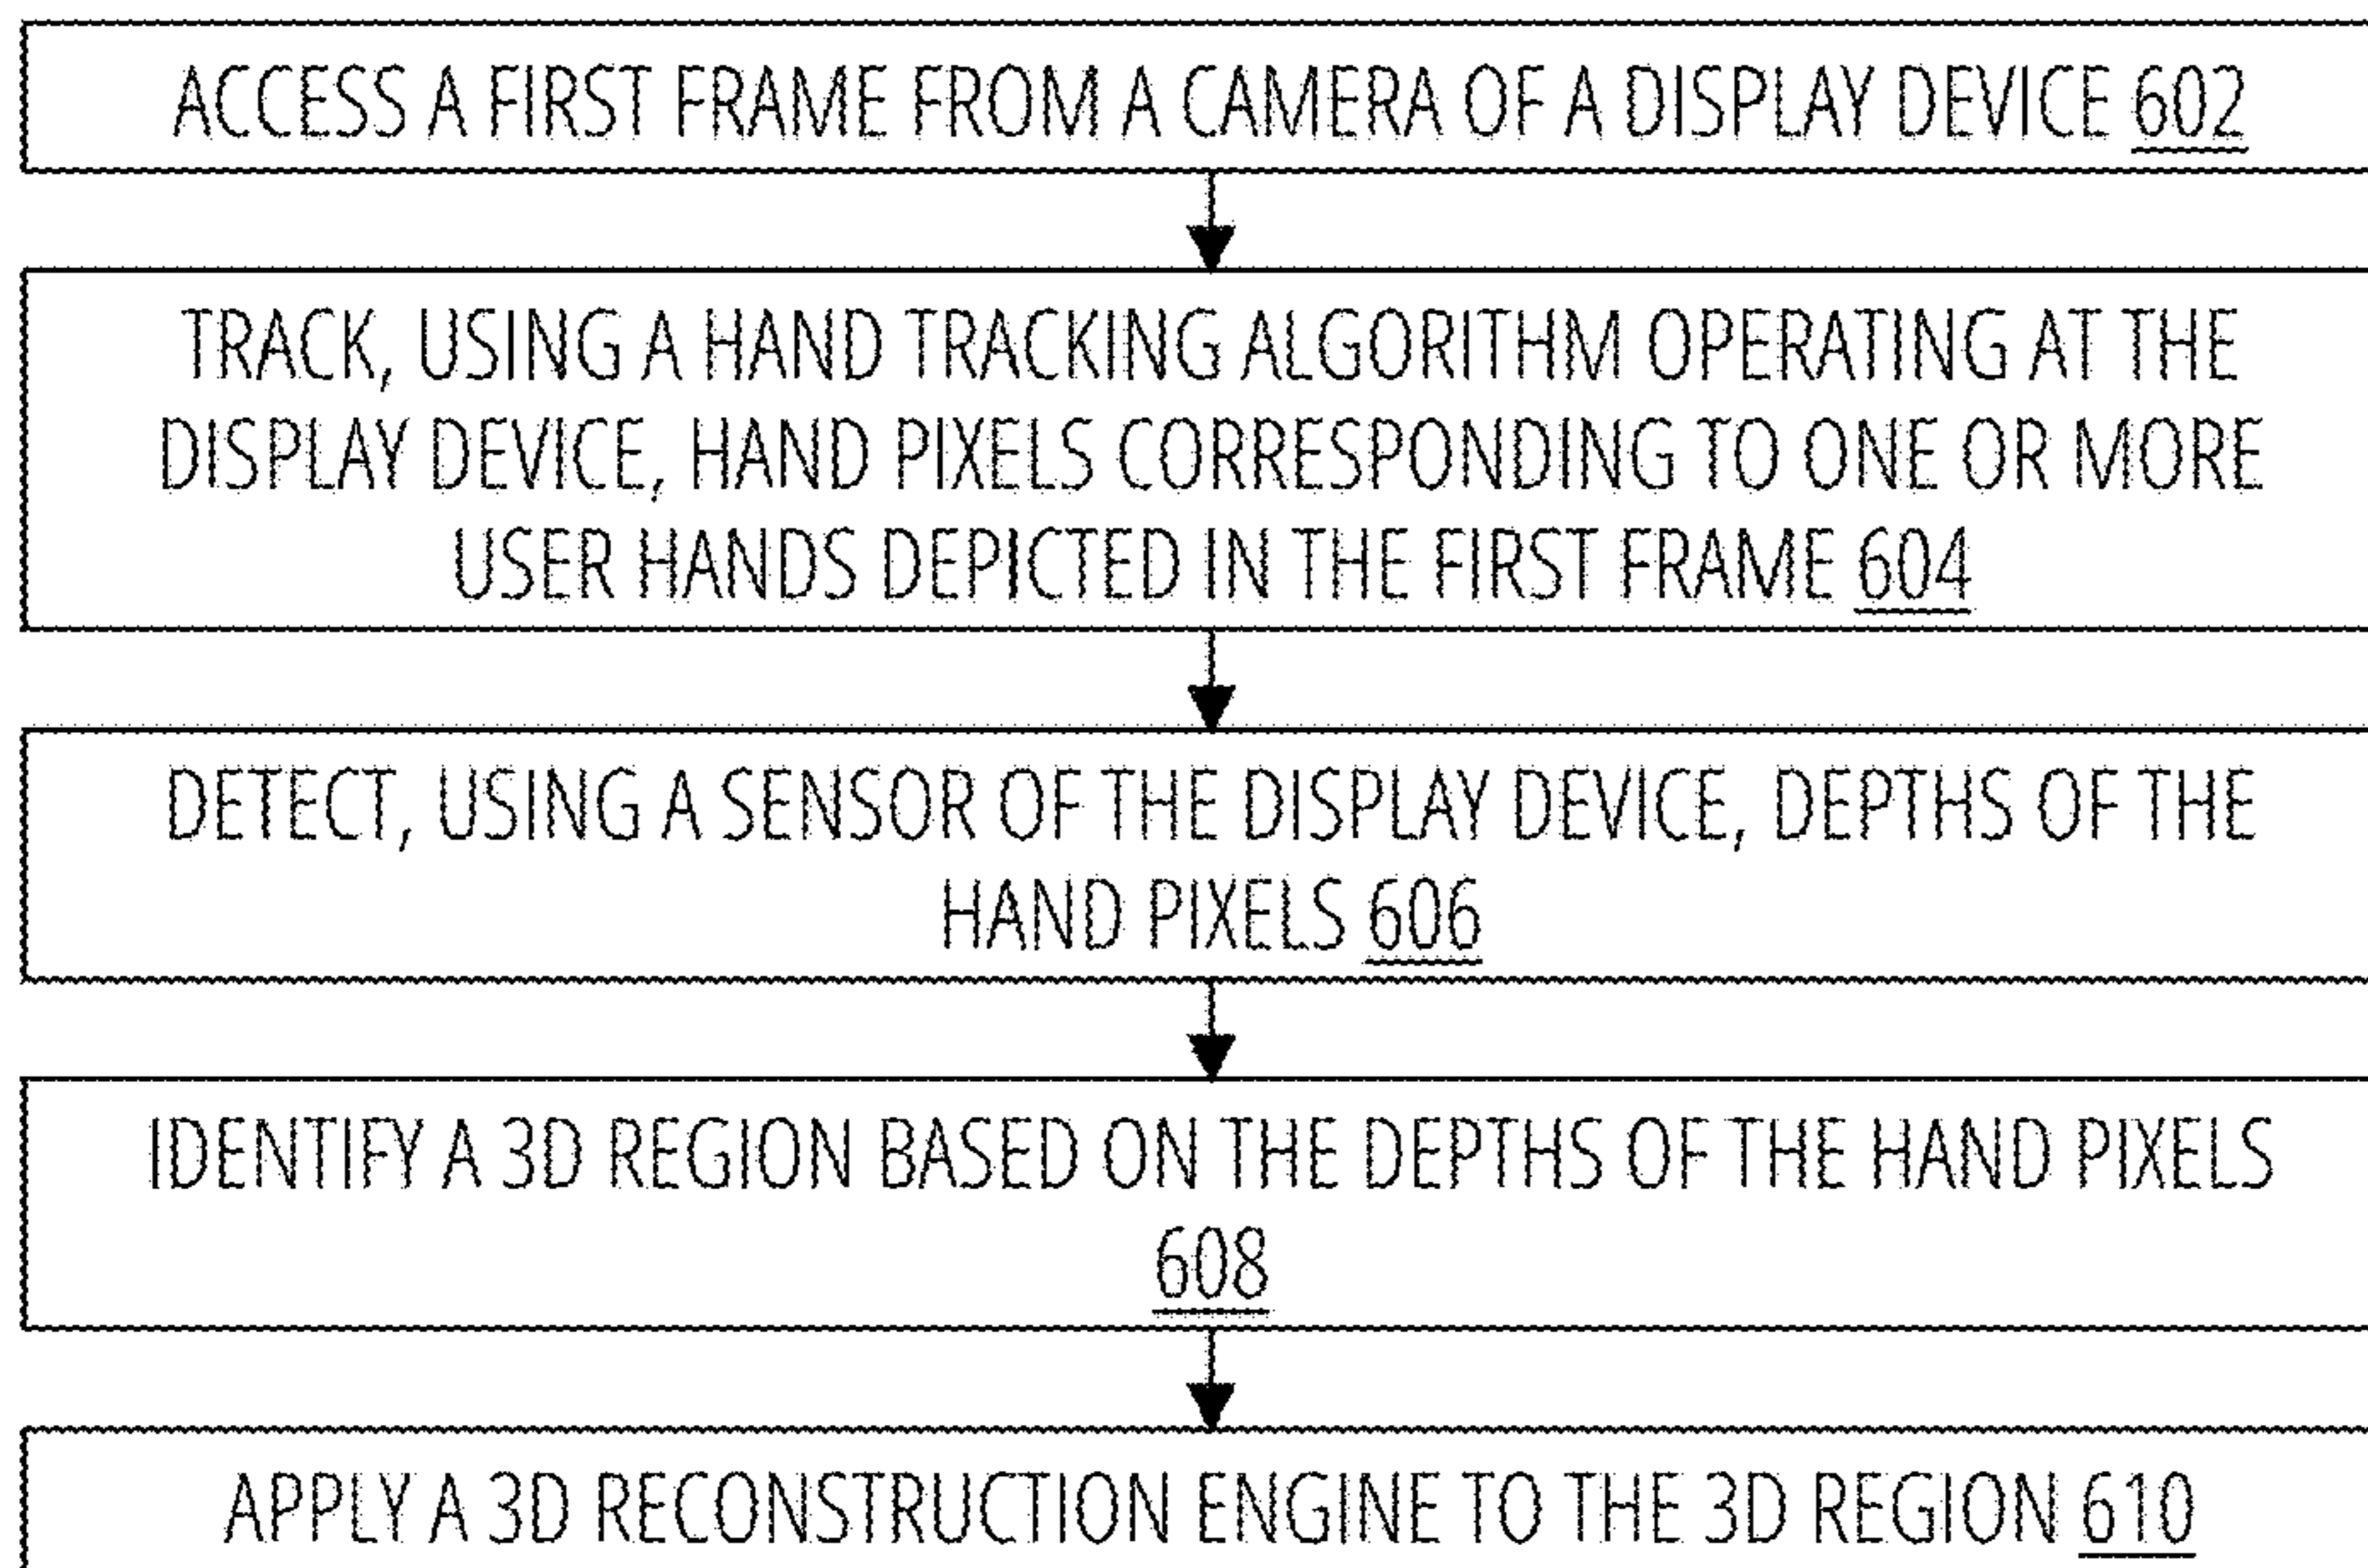 ACCESS A FIRST FRAME FROM A CAMERA OF A DISPLAY DEVICE 602
TRACK, USING A HAND TRACKING ALGORITHM OPERATING AT THE
DISPLAY DEVICE, HAND PIXELS CORRESPONDING TO ONE OR MORE
USER HANDS DEPICTED IN THE FIRST FRAME 604
DETECT, USING A SENSOR OF THE DISPLAY DEVICE, DEPTHS OF THE
HAND PIXELS 606
IDENTIFY A 3D REGION BASED ON THE DEPTHS OF THE HAND PIXELS
608
APPLY A 3D RECONSTRUCTION ENGINE TO THE 3D REGION 610